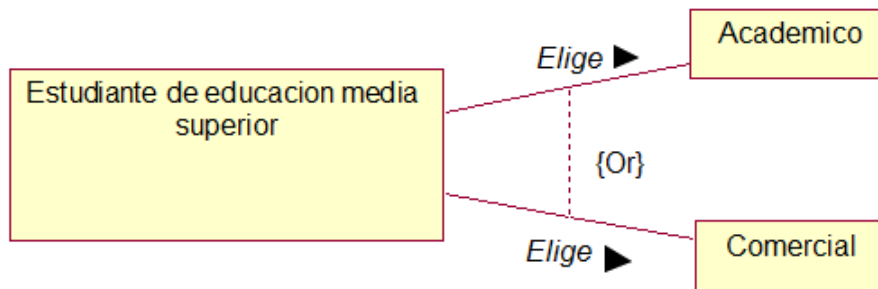 Academico
Elige
Estudiante de educacion media
superior
{Or}
Elige
Comercial